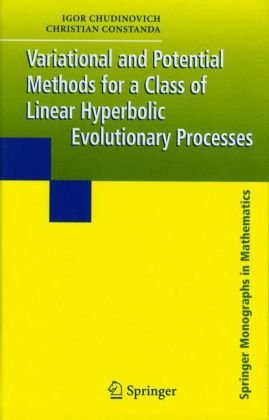 IGOR CHUDINOVICH
CHRISTIAN CONSTANDA
Variational and Potential
Methods for a Class of
Linear Hyperbolic
Evolutionary Processes
Springer Monographs in Mathematics
Springer